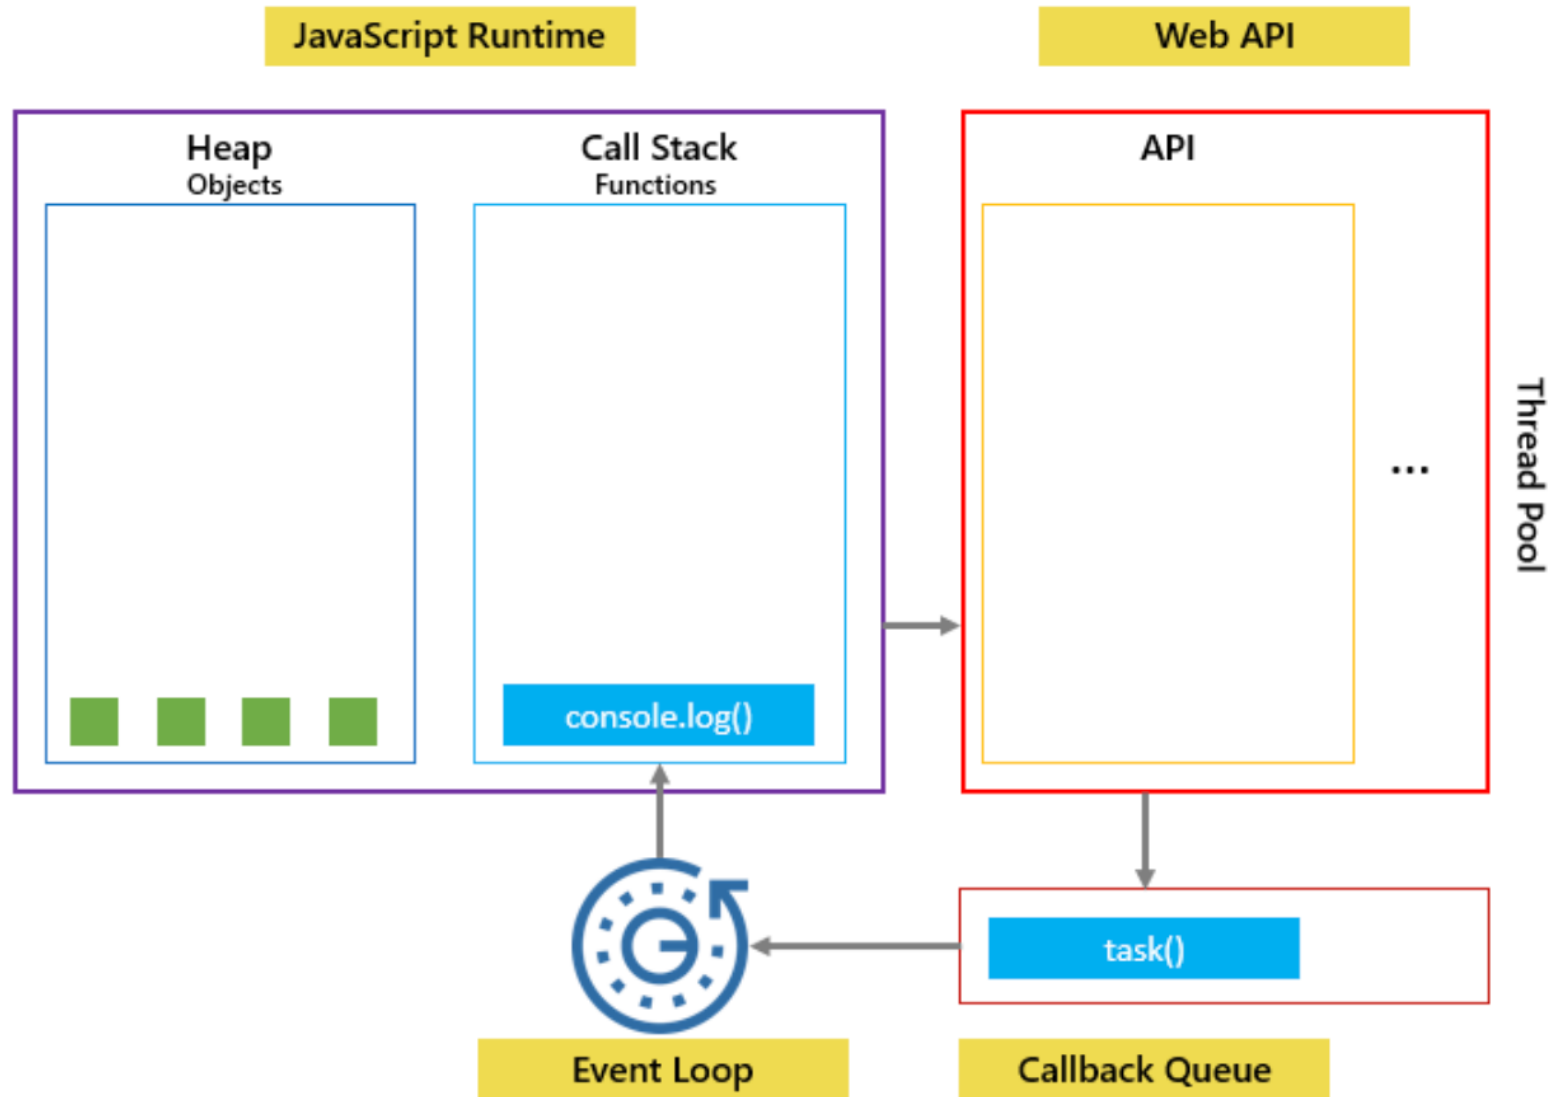 JavaScript Runtime
Web API
Heap
Objects
Call Stack
Functions
API
...
Thread Pool
console.log()
task()
Event Loop
Callback Queue